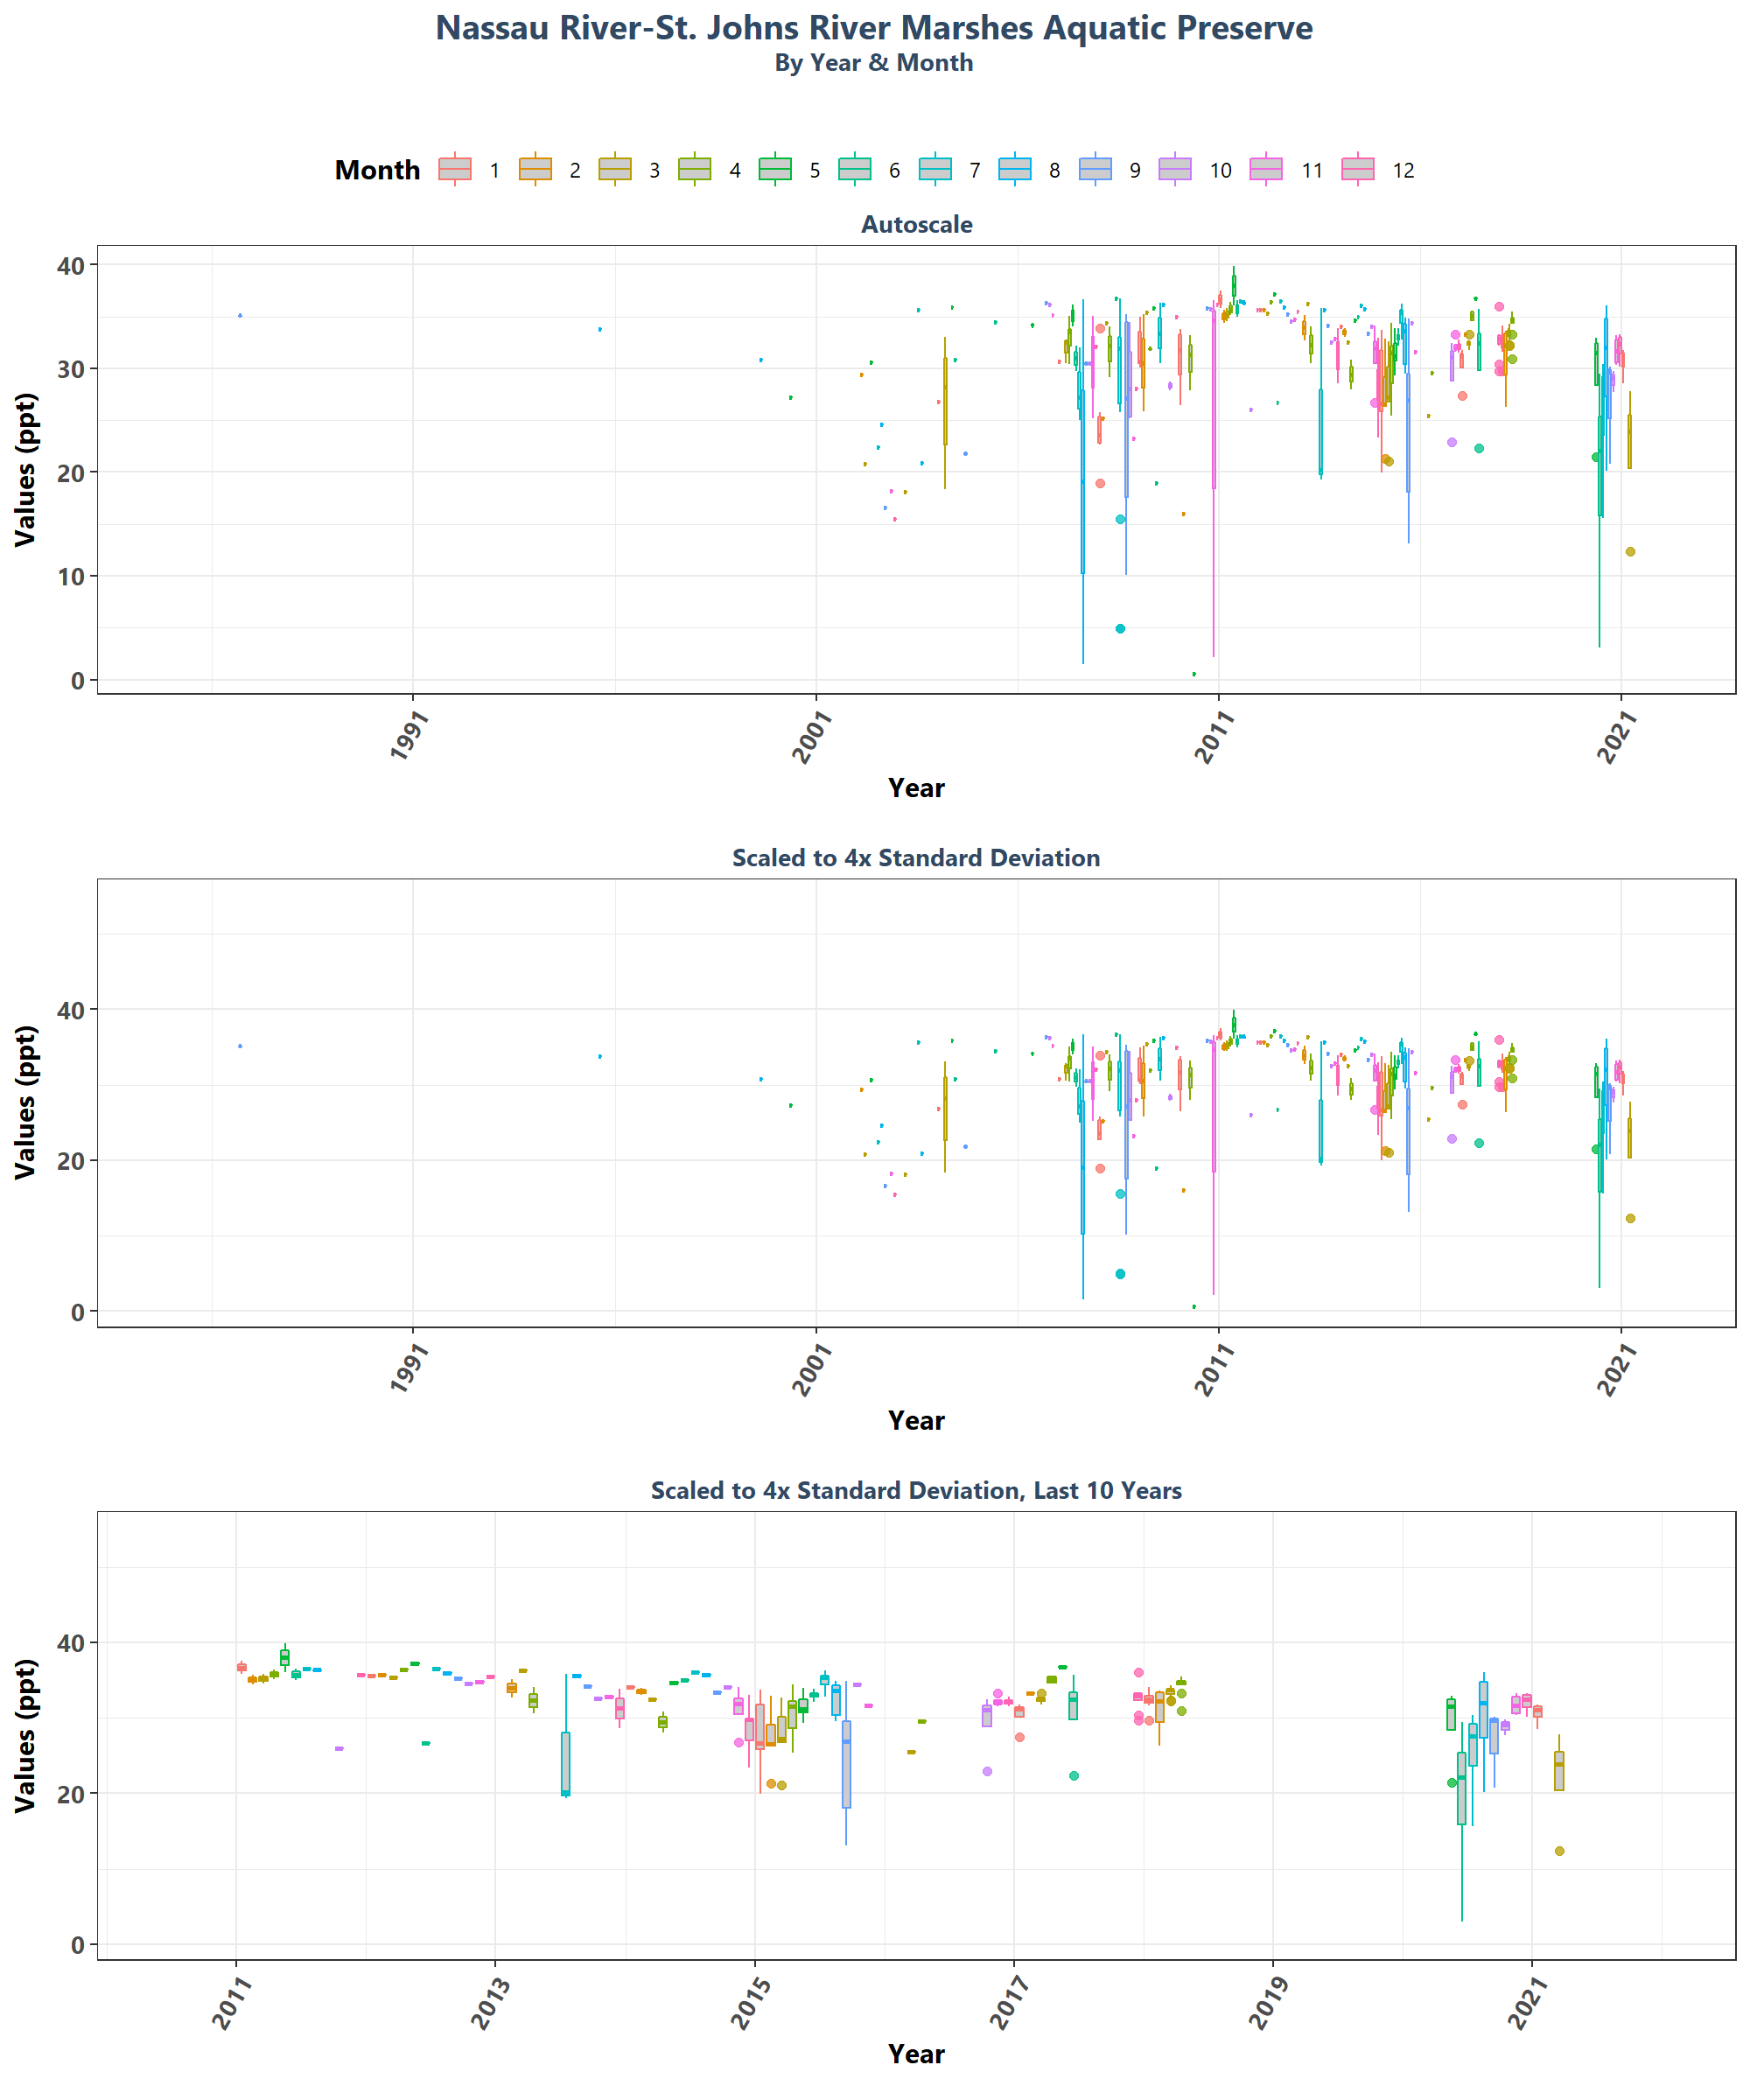 Nassau River-St. Johns River Marshes Aquatic Preserve
By Year & Month
Month 1 2 3 4 5 6 7 8 9 10 11 12
Autoscale
Values (ppt)
40
30
20
10
0
1991 2001 2011 2021
Year
Scaled to 4x Standard Deviation
Values (ppt)
40
20
0
1991 2001 2011 2021
Year
Scaled to 4x Standard Deviation, Last 10 Years
Values (ppt)
40
20
0
2011 2013 2015 2017 2019 2021
Year